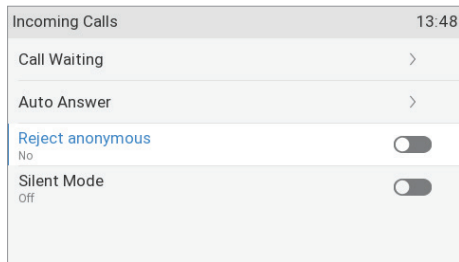 Incoming Calls 13:48
Call Waiting
Auto Answer
Reject anonymous
No
Silent Mode
Off